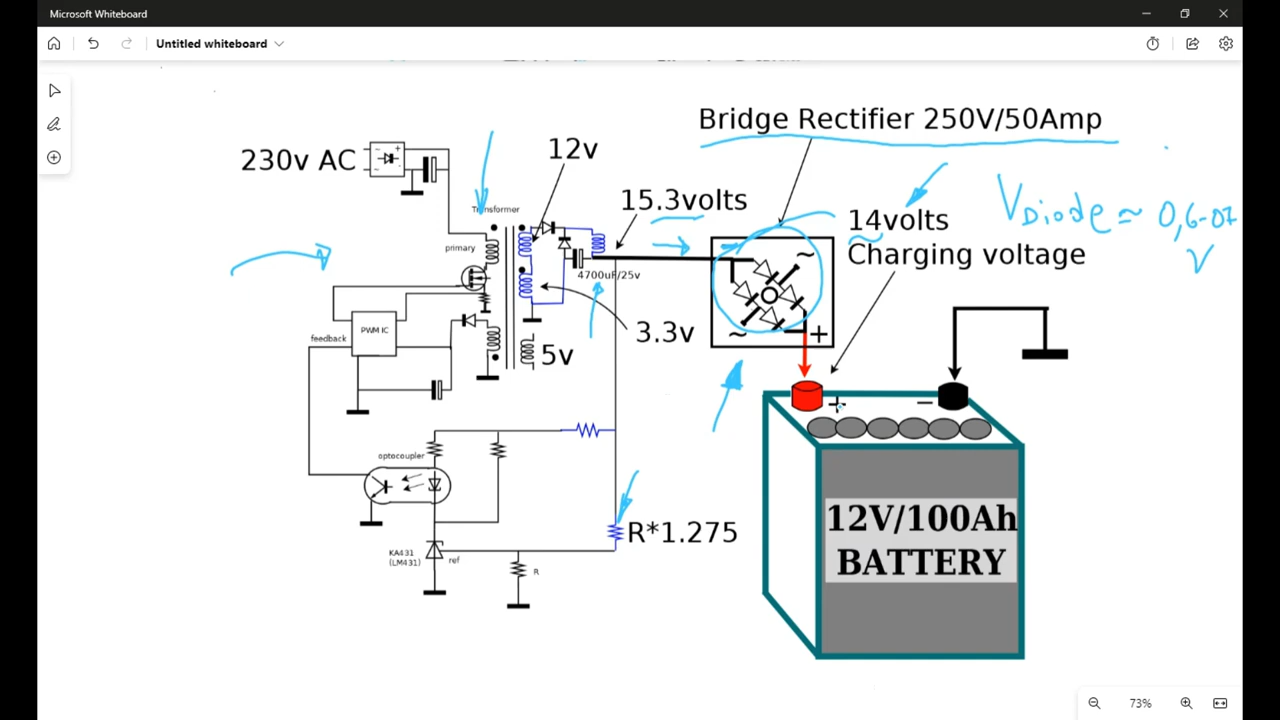 Microsoft Whiteboard
Untitled whiteboard
Bridge Rectifier 250V/50Amp
12v
230v AC
15.3volts
Transformer
14volts
VDiode ≈ 0,6-07
V
primary
Charging voltage
4700uF/25v
3.3v
PWM IC
feedback
5v
optocoupler
R*1.275
12V/100Ah
BATTERY
KA431
(LM431)
ref
R
73%